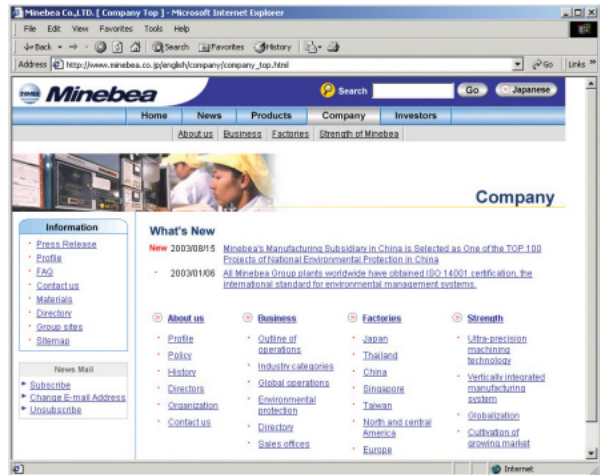 Minebea Co.,LTD. [ Company Top ] - Microsoft Internet Explorer
File Edit View Favorites Tools Help
Back Search Favorites History
Address http://www.minebea.co.jp/english/company/company_top.html Go Links »
Minebea Search Go Japanese
Home News Products Company Investors
About us Business Factories Strength of Minebea
Company
Information
Press Release
Profile
FAQ
Contact us
Materials
Directory
Group sites
Sitemap
News Mail
Subscribe
Change E-mail Address
Unsubscribe
What's New
New 2003/08/15 Minebea's Manufacturing Subsidiary in China is Selected as One of the TOP 100
Projects of National Environmental Protection in China
2003/01/06 All Minebea Group plants worldwide have obtained ISO 14001 certification, the
international standard for environmental management systems.
About us
Profile
Policy
History
Directors
Organization
Contact us
Business
Outline of
operations
Industry categories
Global operations
Environmental
protection
Directory
Sales offices
Factories
Japan
Thailand
China
Singapore
Taiwan
North and central
America
Europe
Strength
Ultra-precision
machining
technology
Vertically integrated
manufacturing
system
Globalization
Cultivation of
growing market
Internet